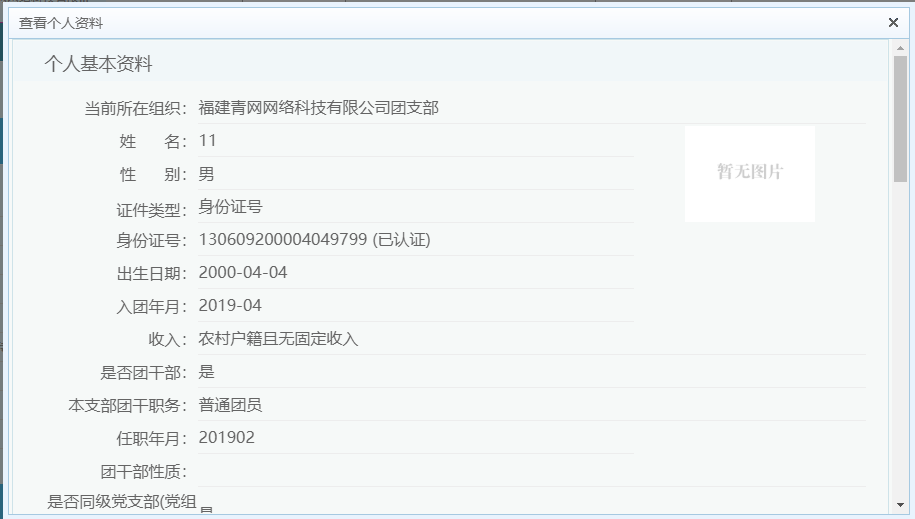 查看个人资料
个人基本资料
当前所在组织： 福建青网网络科技有限公司团支部
姓 名： 11
暂无图片
性 别： 男
证件类型： 身份证号
身份证号： 130609200004049799 (已认证)
出生日期： 2000-04-04
入团年月： 2019-04
收入： 农村户籍且无固定收入
是否团干部： 是
本支部团干职务： 普通团员
任职年月： 201902
团干部性质：
是否同级党支部(党组